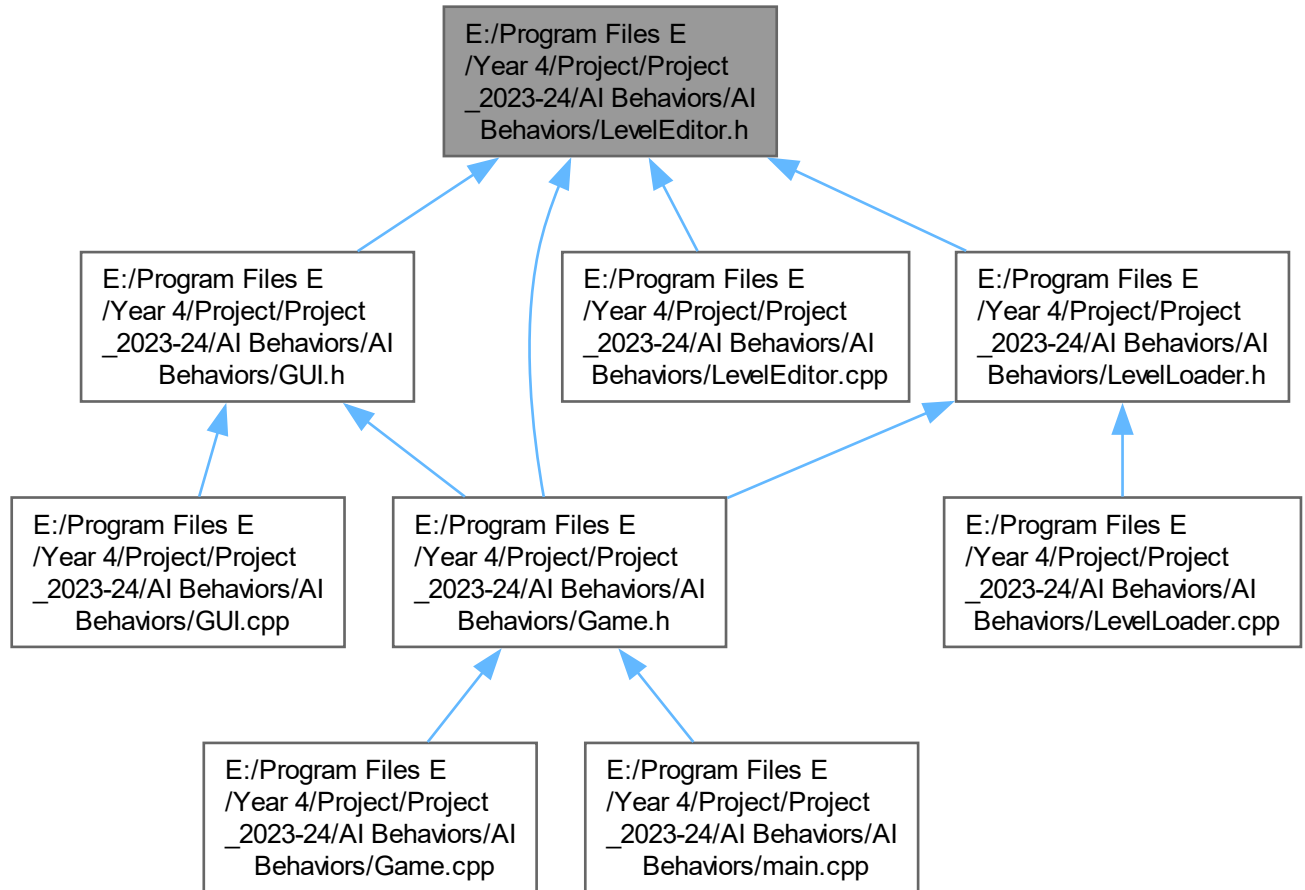 E:/Program Files E
/Year 4/Project/Project
_2023-24/AI Behaviors/AI
Behaviors/LevelEditor.h
E:/Program Files E
/Year 4/Project/Project
_2023-24/AI Behaviors/AI
Behaviors/GUI.h
E:/Program Files E
/Year 4/Project/Project
_2023-24/AI Behaviors/AI
Behaviors/LevelEditor.cpp
E:/Program Files E
/Year 4/Project/Project
_2023-24/AI Behaviors/AI
Behaviors/LevelLoader.h
E:/Program Files E
/Year 4/Project/Project
_2023-24/AI Behaviors/AI
Behaviors/GUI.cpp
E:/Program Files E
/Year 4/Project/Project
_2023-24/AI Behaviors/AI
Behaviors/Game.h
E:/Program Files E
/Year 4/Project/Project
_2023-24/AI Behaviors/AI
Behaviors/LevelLoader.cpp
E:/Program Files E
/Year 4/Project/Project
_2023-24/AI Behaviors/AI
Behaviors/Game.cpp
E:/Program Files E
/Year 4/Project/Project
_2023-24/AI Behaviors/AI
Behaviors/main.cpp